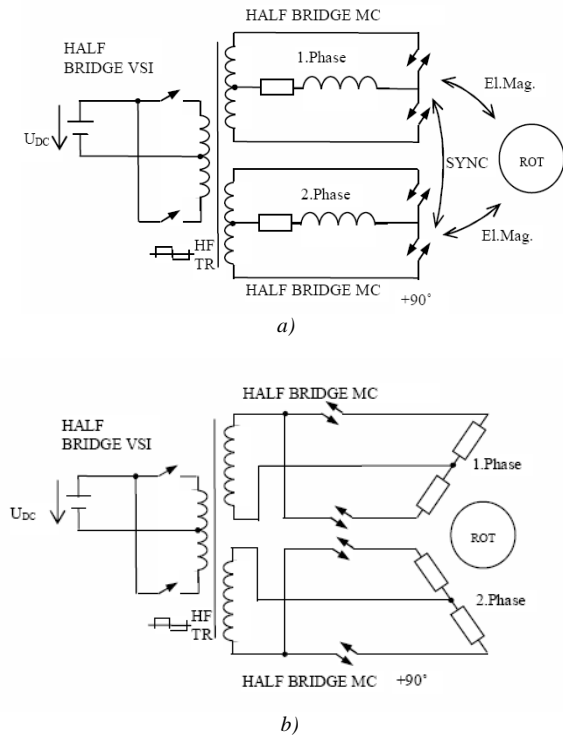 HALF BRIDGE MC
HALF
BRIDGE VSI
1.Phase
El.Mag.
UDC
SYNC
ROT
2.Phase
El.Mag.
HF
TR
HALF BRIDGE MC
+90°
a)
HALF BRIDGE MC
HALF
BRIDGE VSI
1.Phase
UDC
ROT
2.Phase
HF
TR
HALF BRIDGE MC +90°
b)